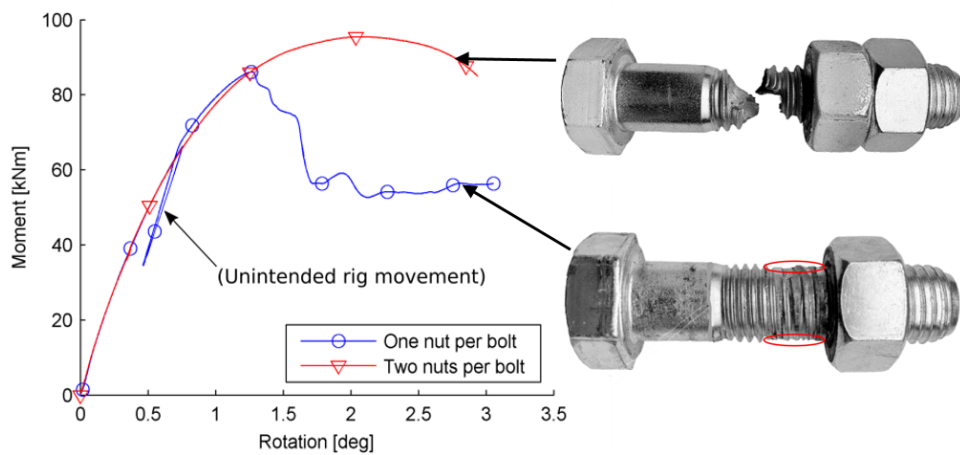 100
80
60
40
20
0
Moment [kNm]
(Unintended rig movement)
One nut per bolt
Two nuts per bolt
0
0.5
1
1.5
2
2.5
3
3.5
Rotation [deg]